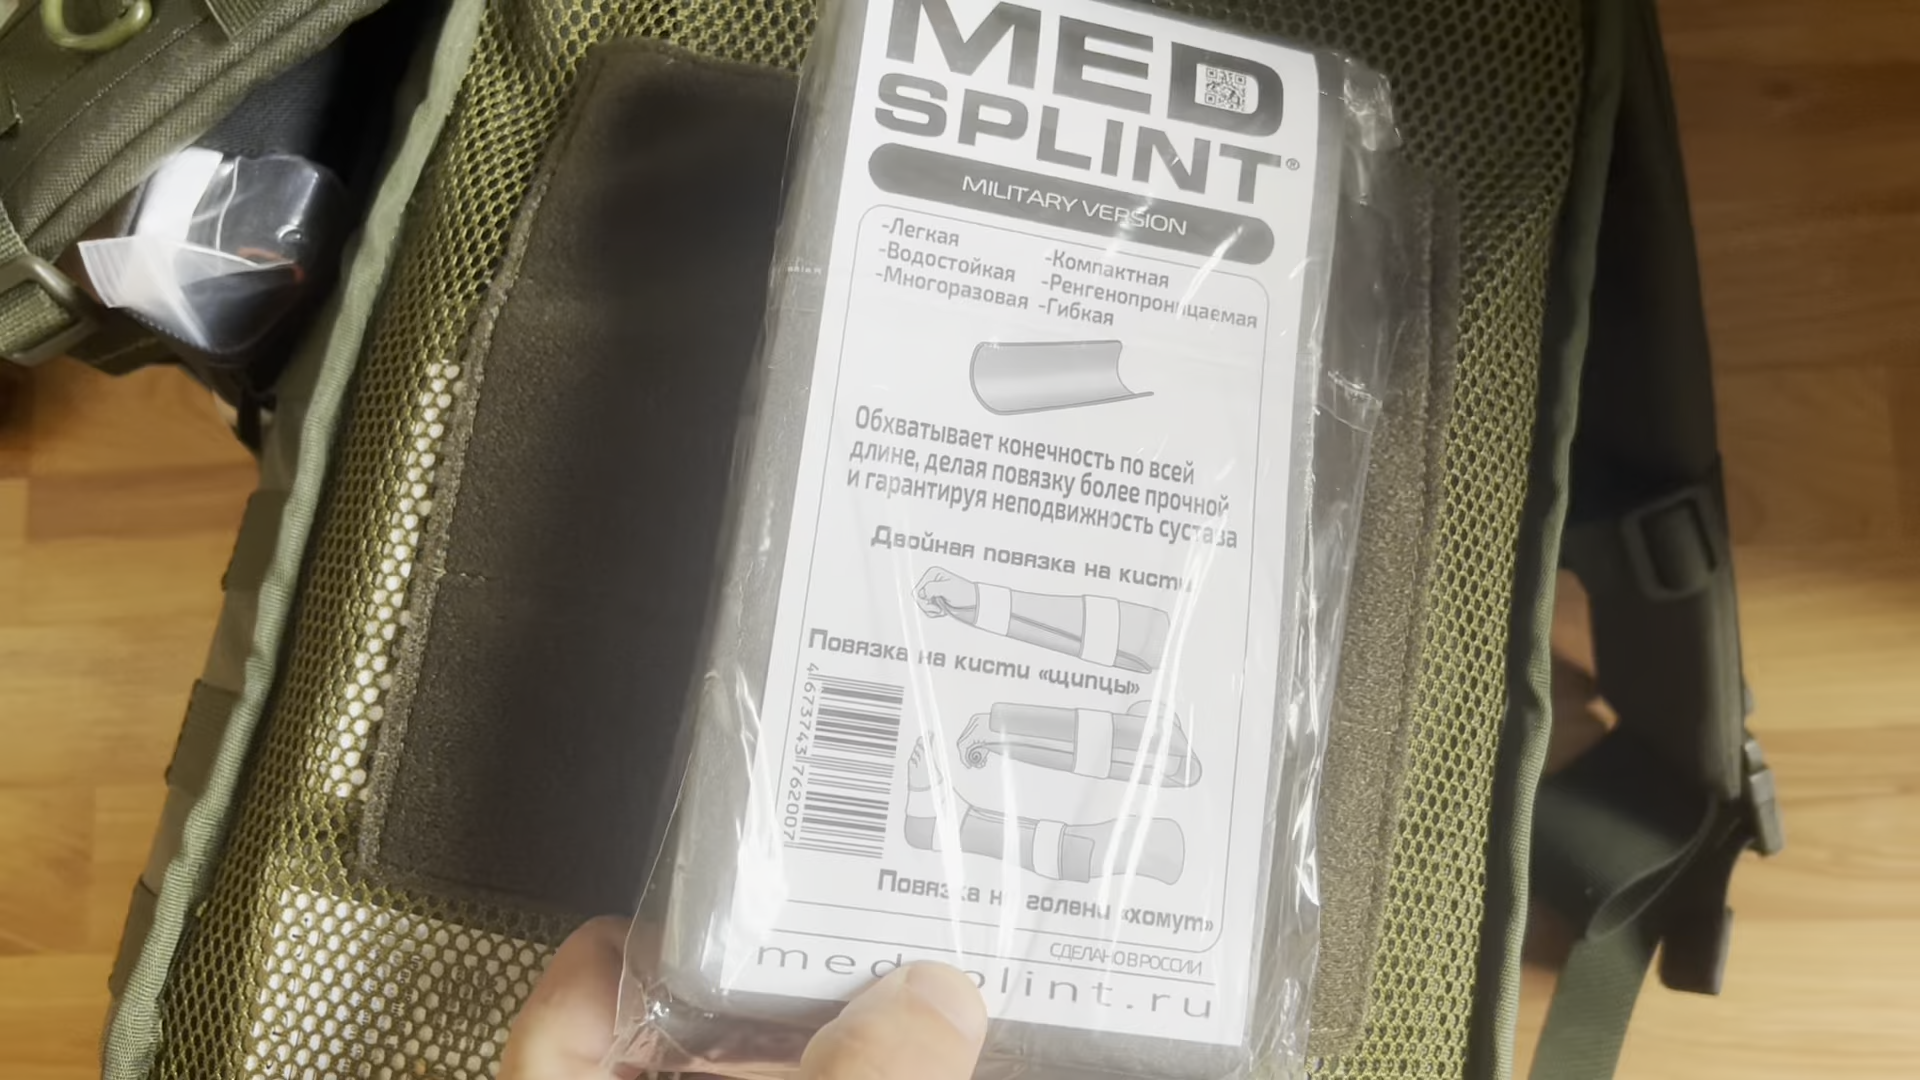 MED
SPLINT®
MILITARY VERSION
-Легкая
-Водостойкая
-Многоразовая
-Компактная
-Ренгенопроницаемая
-Гибкая
Обхватывает конечность по всей
длине, делая повязку более прочной
и гарантируя неподвижность сустава
Двойная повязка на кисти
Повязка на кисти «щипцы»
4673743762007
Повязка на голени «хомут»
СДЕЛАНО В РОССИИ
medsplint.ru